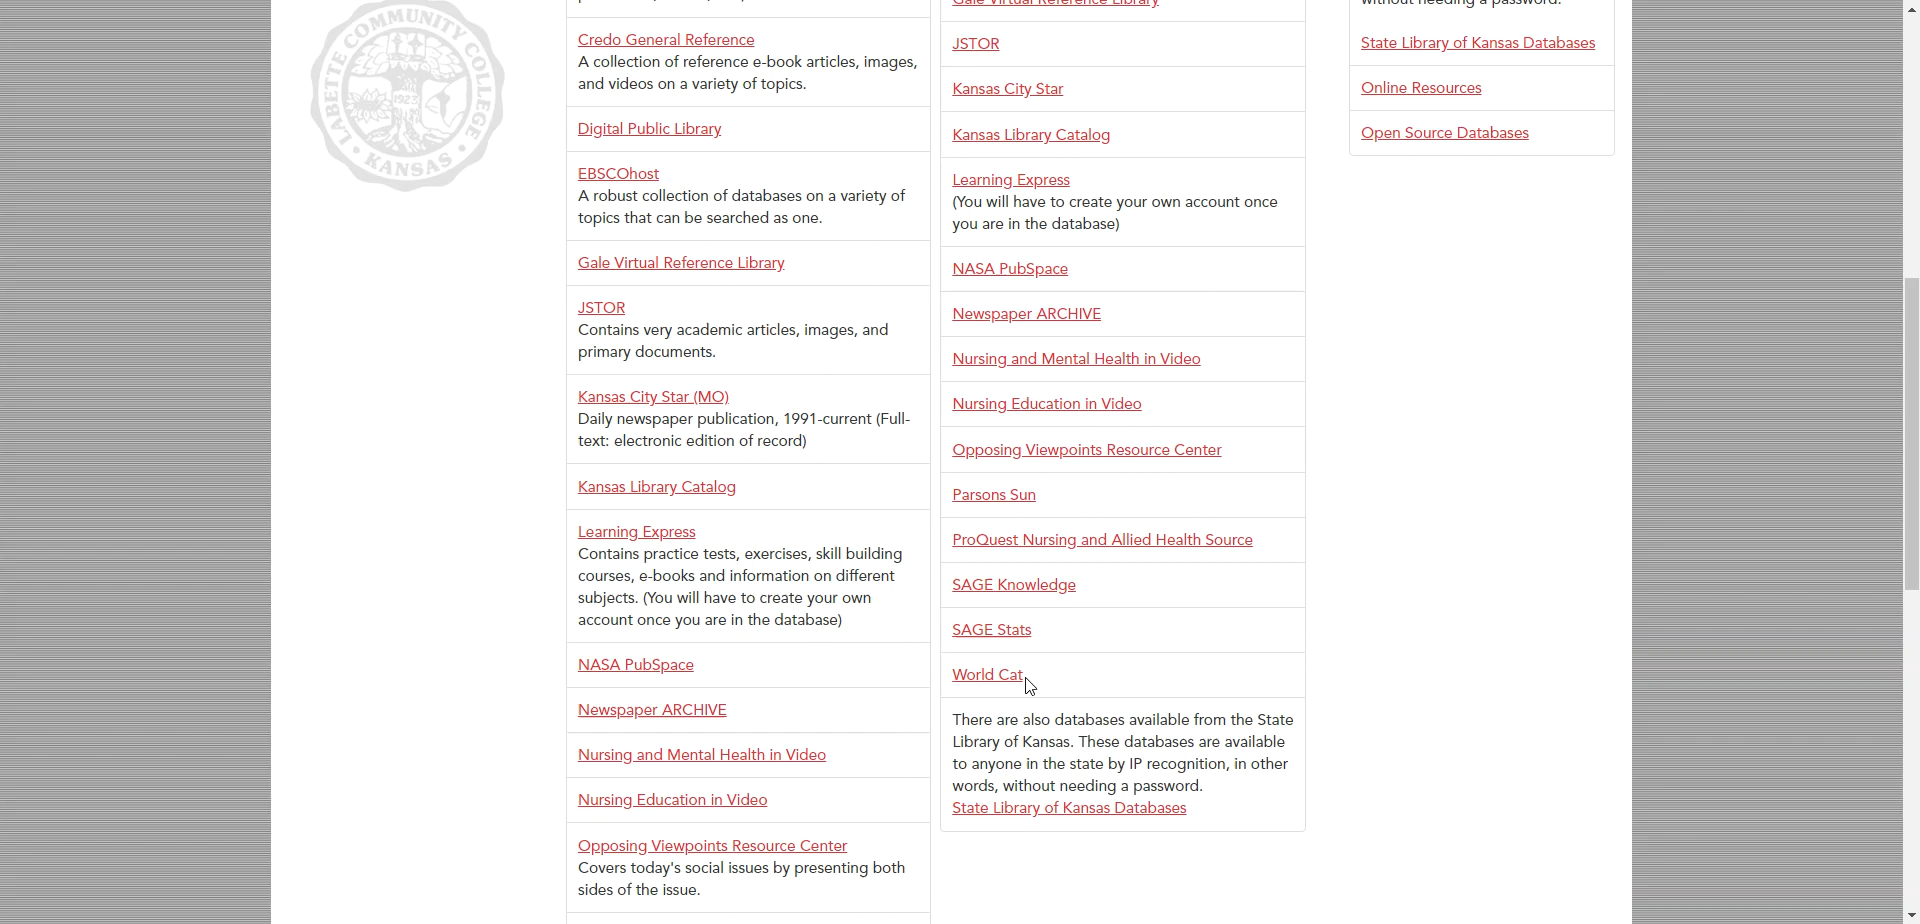 LABETTE COMMUNITY COLLEGE
• KANSAS •
1923
Credo General Reference
A collection of reference e-book articles, images,
and videos on a variety of topics.
Digital Public Library
EBSCOhost
A robust collection of databases on a variety of
topics that can be searched as one.
Gale Virtual Reference Library
JSTOR
Contains very academic articles, images, and
primary documents.
Kansas City Star (MO)
Daily newspaper publication, 1991-current (Full-
text: electronic edition of record)
Kansas Library Catalog
Learning Express
Contains practice tests, exercises, skill building
courses, e-books and information on different
subjects. (You will have to create your own
account once you are in the database)
NASA PubSpace
Newspaper ARCHIVE
Nursing and Mental Health in Video
Nursing Education in Video
Opposing Viewpoints Resource Center
Covers today's social issues by presenting both
sides of the issue.
Gale Virtual Reference Library
JSTOR
Kansas City Star
Kansas Library Catalog
Learning Express
(You will have to create your own account once
you are in the database)
NASA PubSpace
Newspaper ARCHIVE
Nursing and Mental Health in Video
Nursing Education in Video
Opposing Viewpoints Resource Center
Parsons Sun
ProQuest Nursing and Allied Health Source
SAGE Knowledge
SAGE Stats
World Cat
There are also databases available from the State
Library of Kansas. These databases are available
to anyone in the state by IP recognition, in other
words, without needing a password.
State Library of Kansas Databases
without needing a password.
State Library of Kansas Databases
Online Resources
Open Source Databases